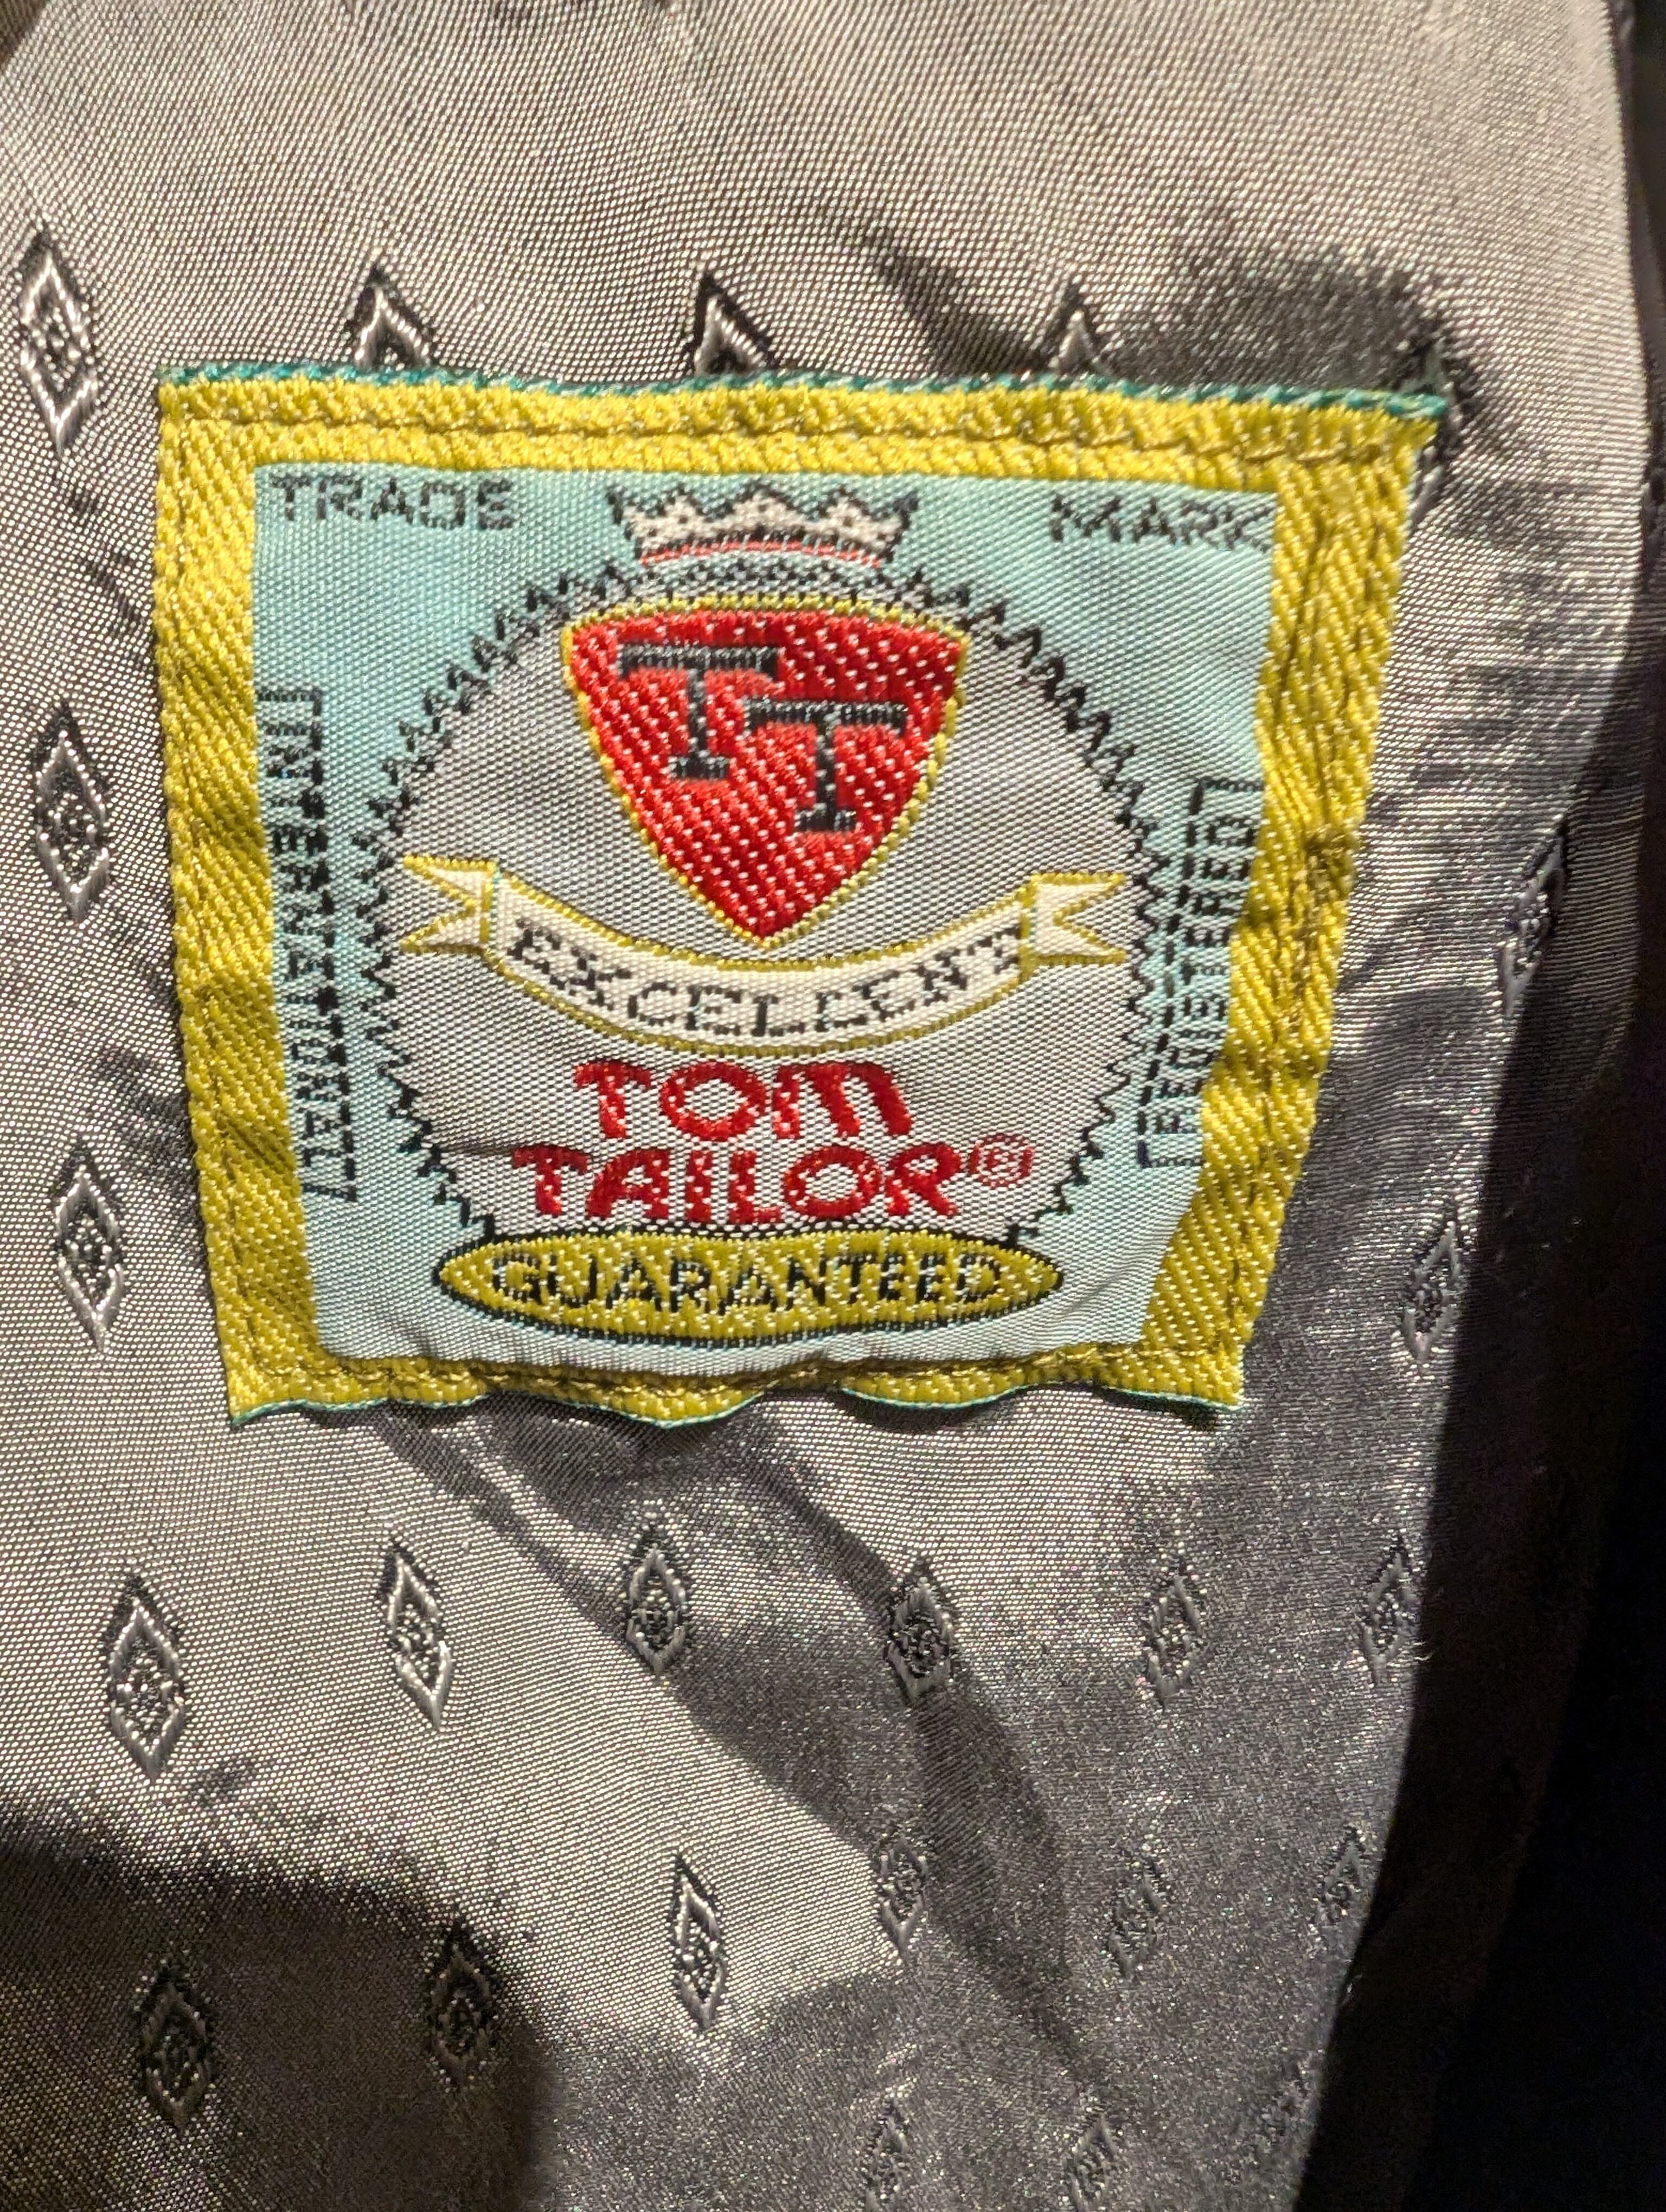 TRADE MARK
TT
INTERNATIONAL
REGISTERED
EXCELLENT
TOM
TAILOR®
GUARANTEED